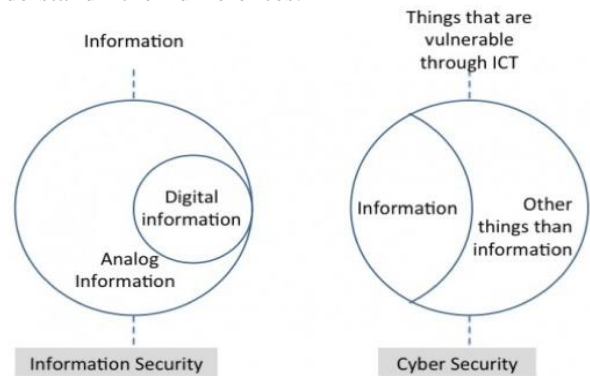 Information
Things that are
vulnerable
through ICT
Digital
information
Analog
Information
Information
Other
things than
information
Information Security
Cyber Security